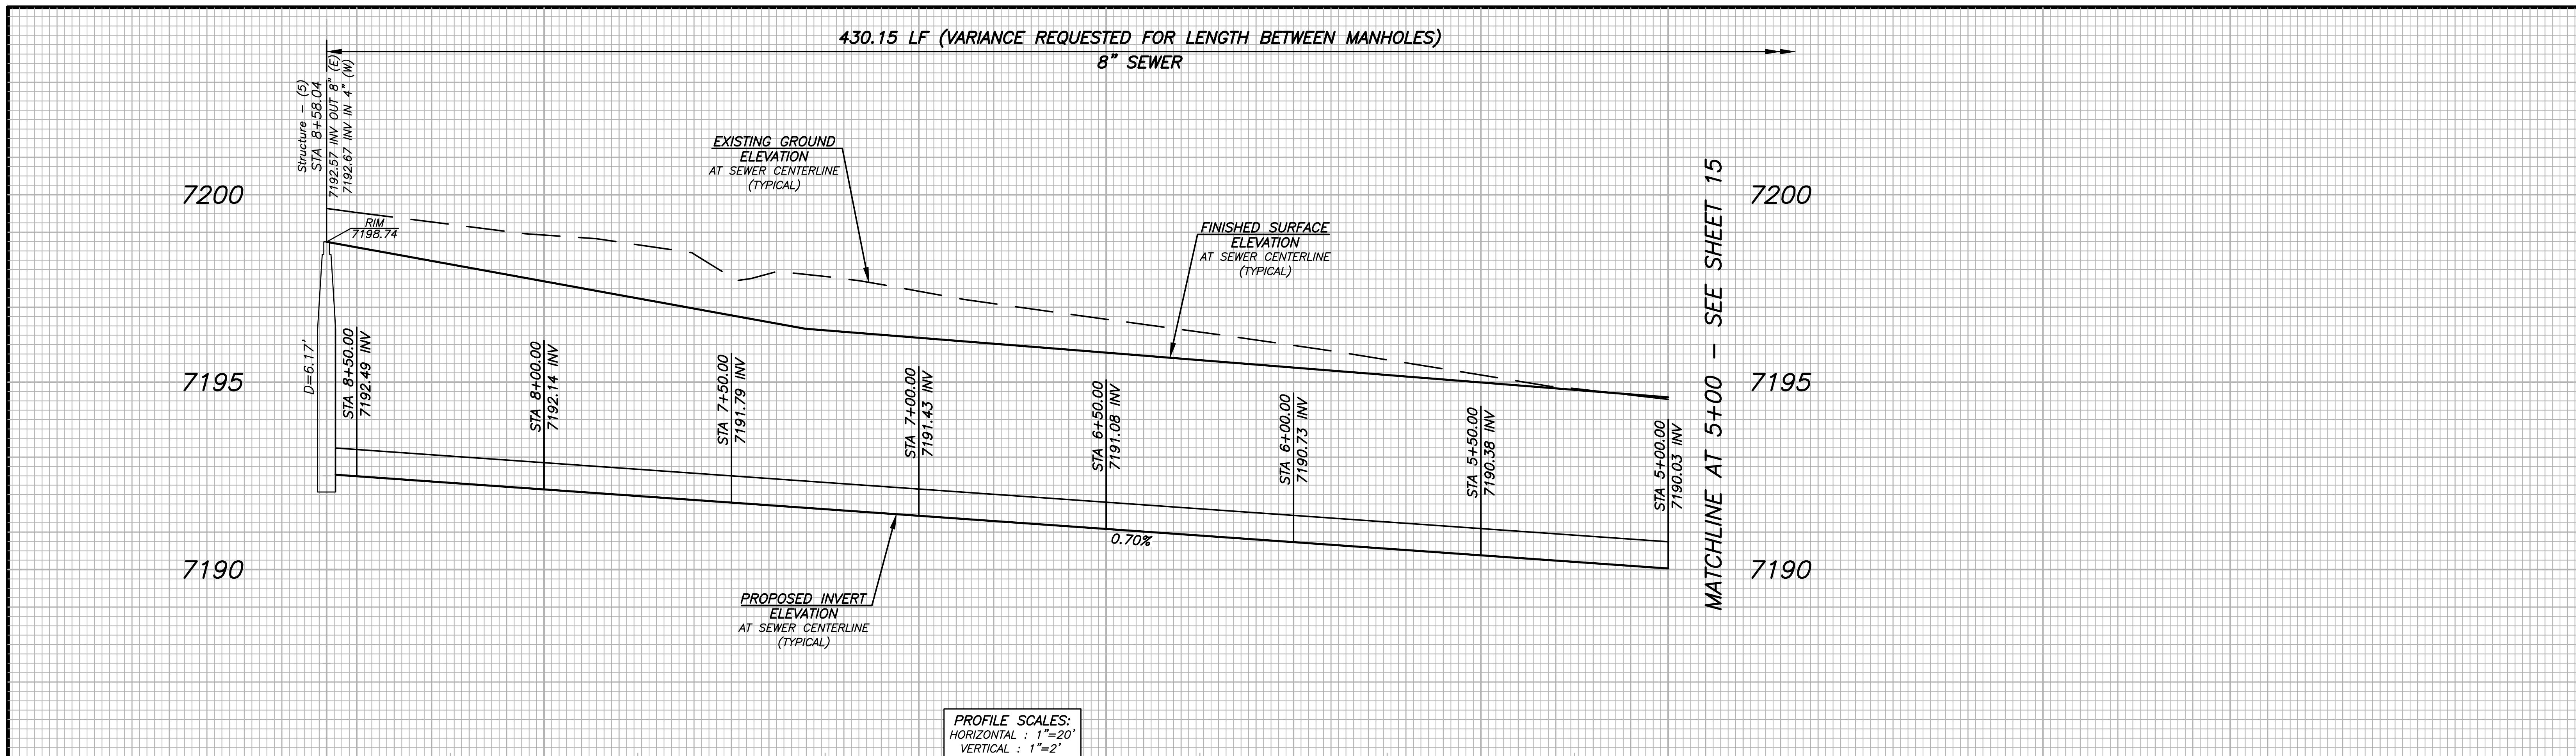 430.15 LF (VARIANCE REQUESTED FOR LENGTH BETWEEN MANHOLES)
8" SEWER
Structure - (5)
STA 8+58.04
7192.57 INV OUT 8" (E)
7192.67 INV IN 4" (W)
7200
7195
7190
RIM
7198.74
D=6.17'
EXISTING GROUND
ELEVATION
AT SEWER CENTERLINE
(TYPICAL)
FINISHED SURFACE
ELEVATION
AT SEWER CENTERLINE
(TYPICAL)
STA 8+50.00
7192.49 INV
STA 8+00.00
7192.14 INV
STA 7+50.00
7191.79 INV
STA 7+00.00
7191.43 INV
STA 6+50.00
7191.08 INV
STA 6+00.00
7190.73 INV
STA 5+50.00
7190.38 INV
STA 5+00.00
7190.03 INV
0.70%
PROPOSED INVERT
ELEVATION
AT SEWER CENTERLINE
(TYPICAL)
MATCHLINE AT 5+00 - SEE SHEET 15
7200
7195
7190
PROFILE SCALES:
HORIZONTAL : 1"=20'
VERTICAL : 1"=2'